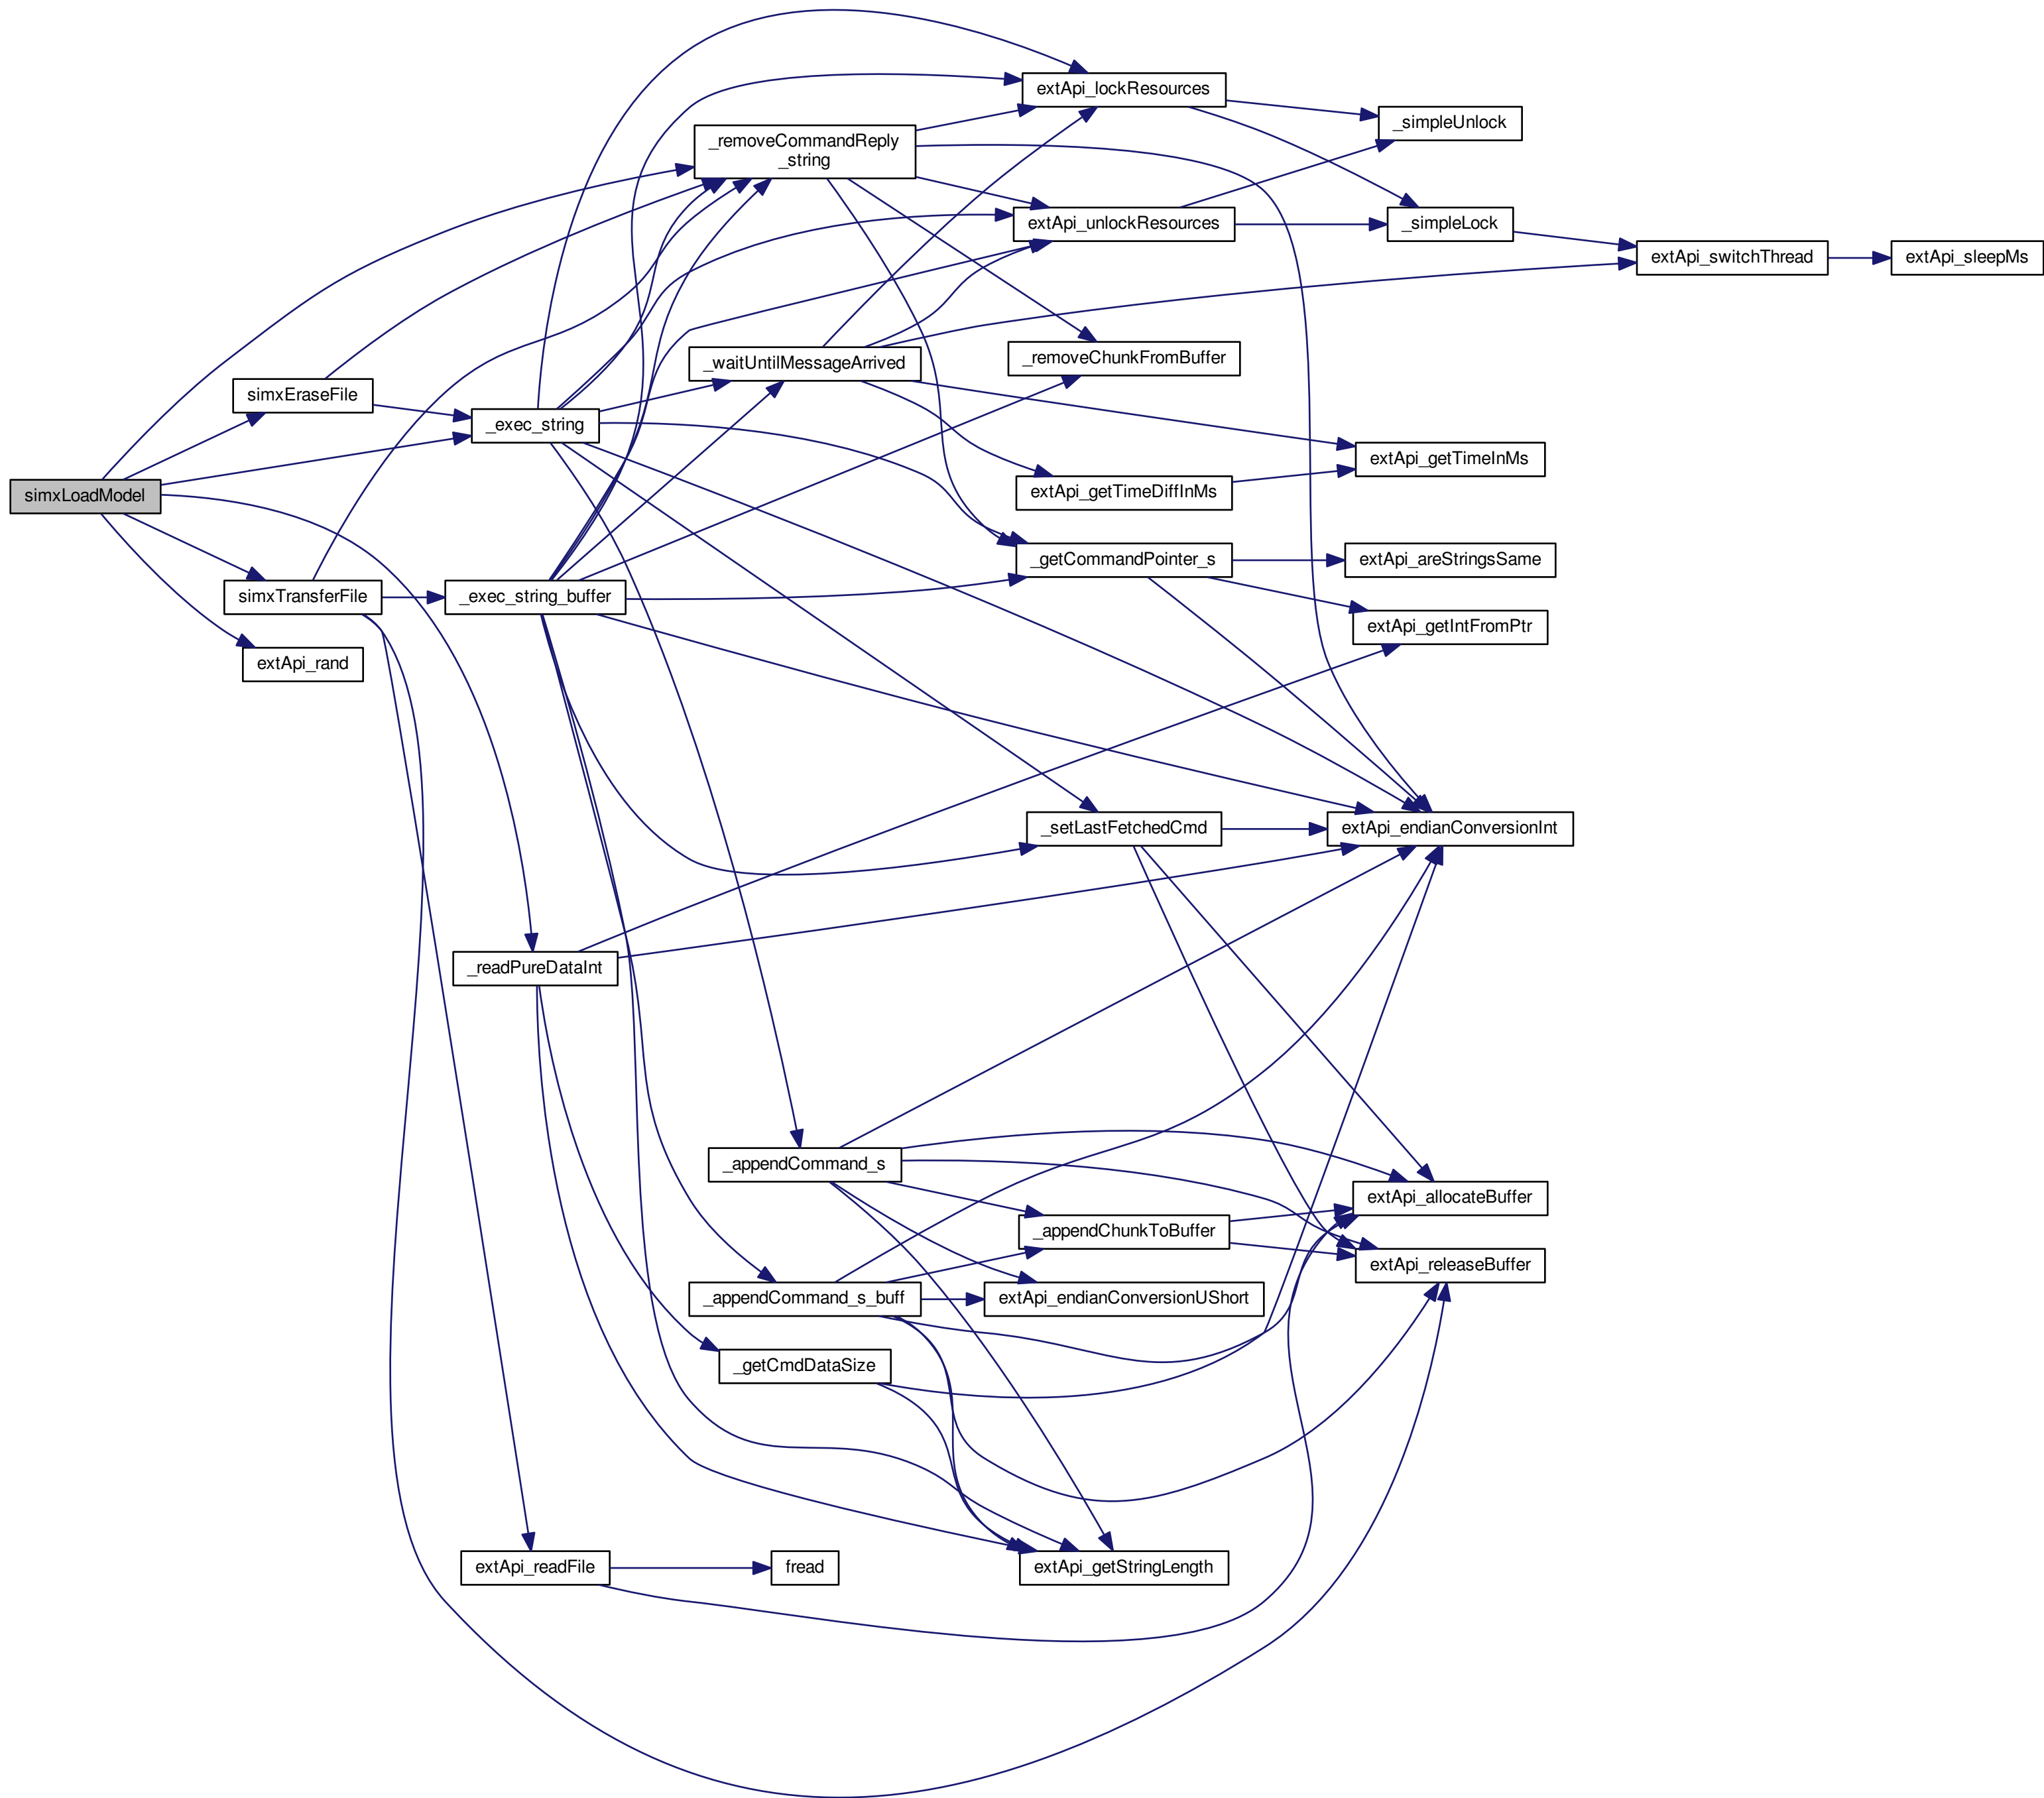 extApi_lockResources
_simpleUnlock
_removeCommandReply
_string
extApi_unlockResources
_simpleLock
extApi_switchThread
extApi_sleepMs
_removeChunkFromBuffer
_waitUntilMessageArrived
simxEraseFile
_exec_string
extApi_getTimeInMs
extApi_getTimeDiffInMs
simxLoadModel
_getCommandPointer_s
extApi_areStringsSame
simxTransferFile
_exec_string_buffer
extApi_getIntFromPtr
extApi_rand
_setLastFetchedCmd
extApi_endianConversionInt
_readPureDataInt
_appendCommand_s
extApi_allocateBuffer
_appendChunkToBuffer
extApi_releaseBuffer
_appendCommand_s_buff
extApi_endianConversionUShort
_getCmdDataSize
extApi_readFile
fread
extApi_getStringLength